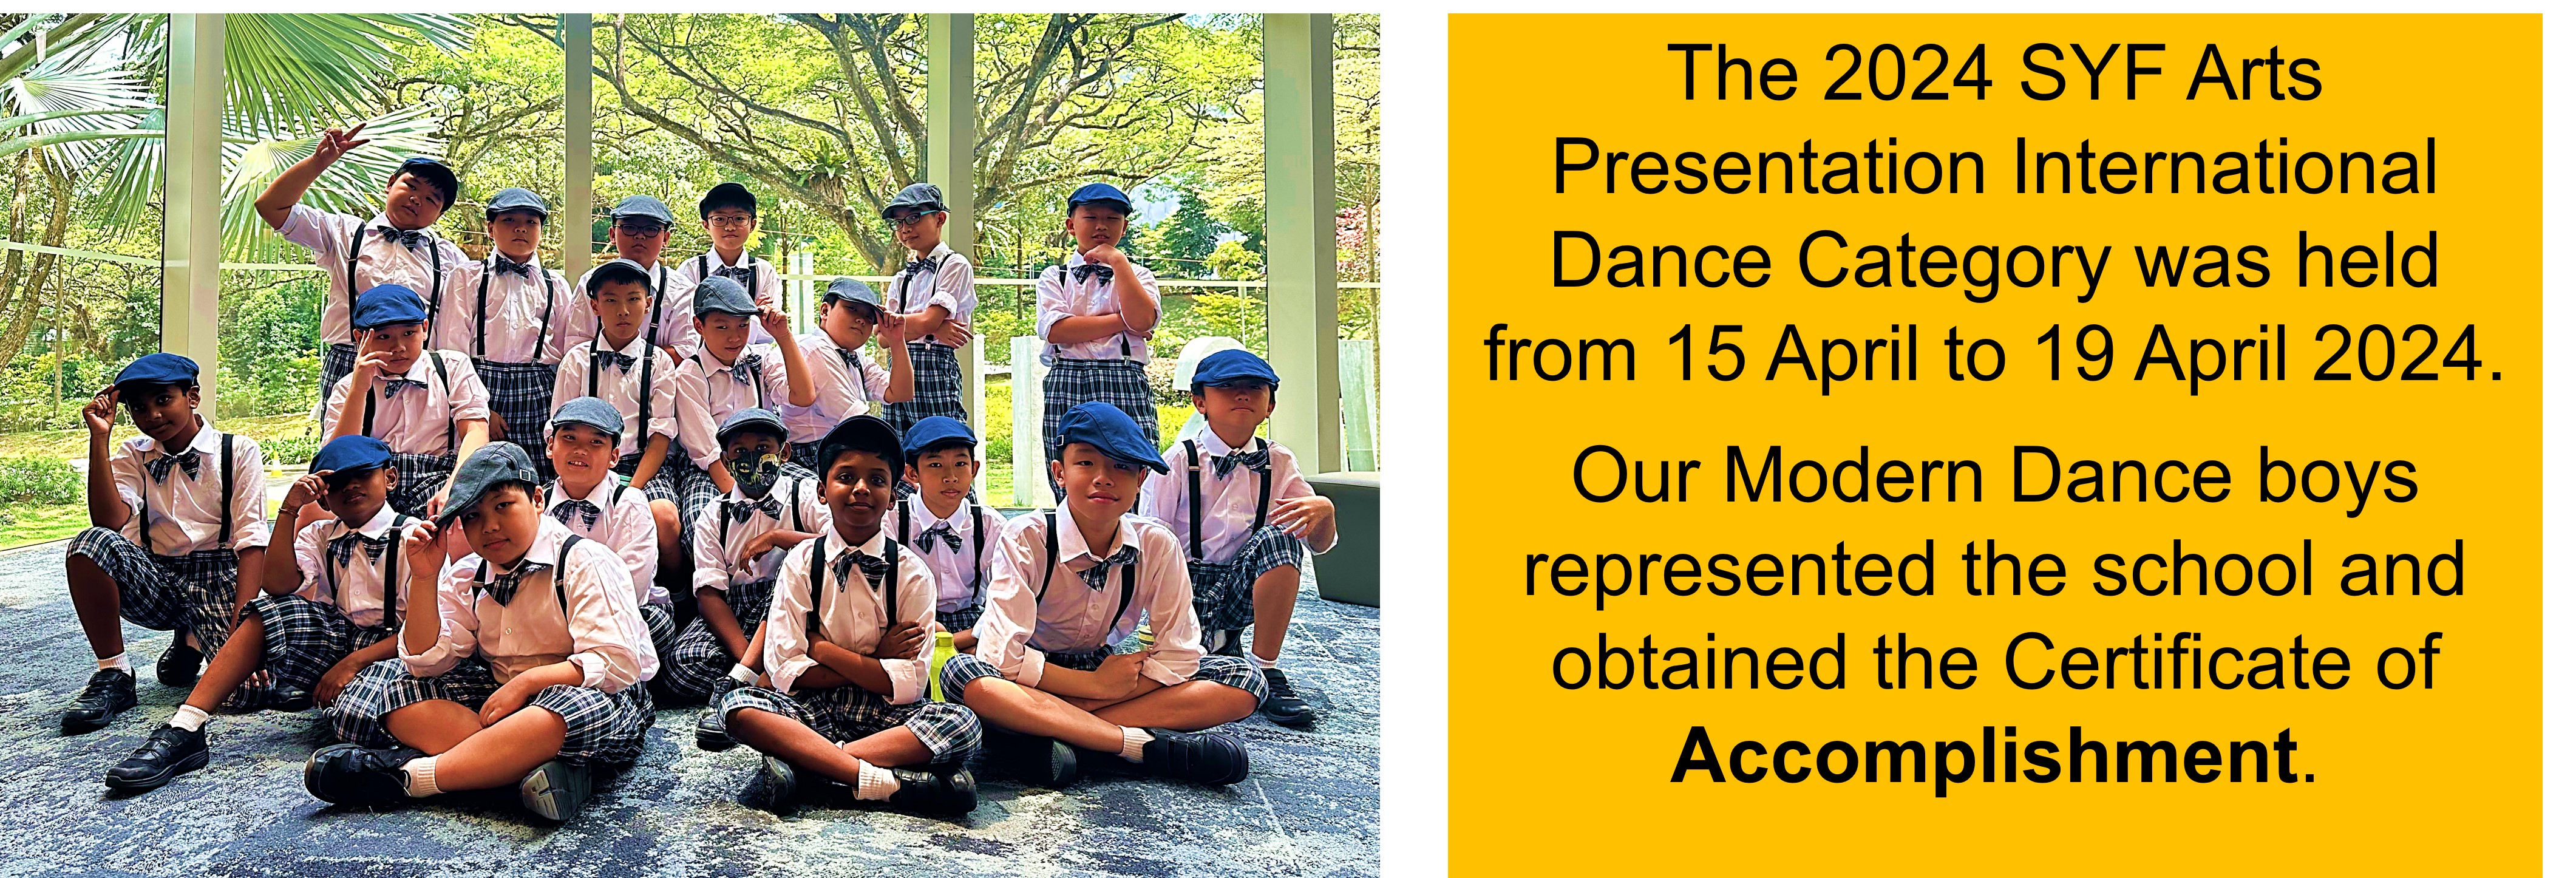 The 2024 SYF Arts
Presentation International
Dance Category was held
from 15 April to 19 April 2024.
Our Modern Dance boys
represented the school and
obtained the Certificate of
Accomplishment.